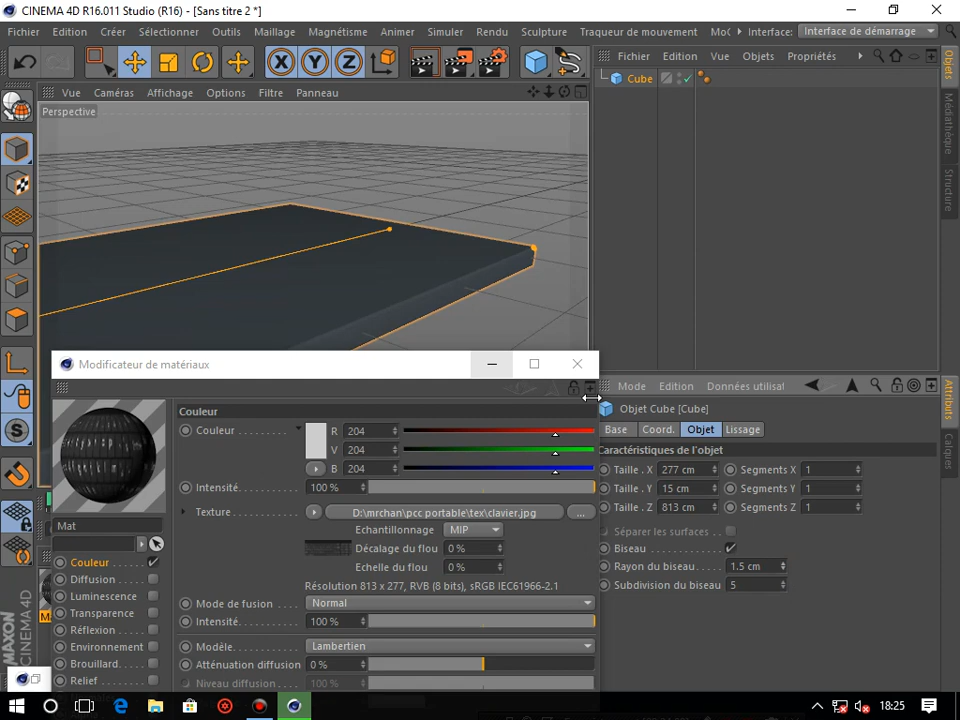 CINEMA 4D R16.011 Studio (R16) - [Sans titre 2 *]
Fichier Edition Créer Sélectionner Outils Maillage Magnétisme Animer Simuler Rendu Sculpture Traqueur de mouvement Interface: Interface de démarrage
Fichier Edition Vue Objets Propriétés
Vue Caméras Affichage Options Filtre Panneau
Perspective
Cube
Objets
Médiathèque
Structure
Modificateur de matériaux
Mode Edition Données utilisat
Attributs
Calques
Objet Cube [Cube]
Base Coord. Objet Lissage
Caractéristiques de l'objet
Taille . X 277 cm Segments X 1
Taille . Y 15 cm Segments Y 1
Taille . Z 813 cm Segments Z 1
Séparer les surfaces
Biseau
Rayon du biseau 1.5 cm
Subdivision du biseau 5
Couleur
Couleur R 204
V 204
B 204
Intensité 100 %
Texture D:\mrchan\pcc portable\tex\clavier.jpg ...
Echantillonnage MIP
Décalage du flou 0 %
Echelle du flou 0 %
Résolution 813 x 277, RVB (8 bits), sRGB IEC61966-2.1
Mode de fusion Normal
Intensité 100 %
Modèle Lambertien
Atténuation diffusion 0 %
Niveau diffusion 100 %
Mat
Couleur
Diffusion
Luminescence
Transparence
Réflexion
Environnement
Brouillard
Relief
MAXON
CINEMA 4D
18:25